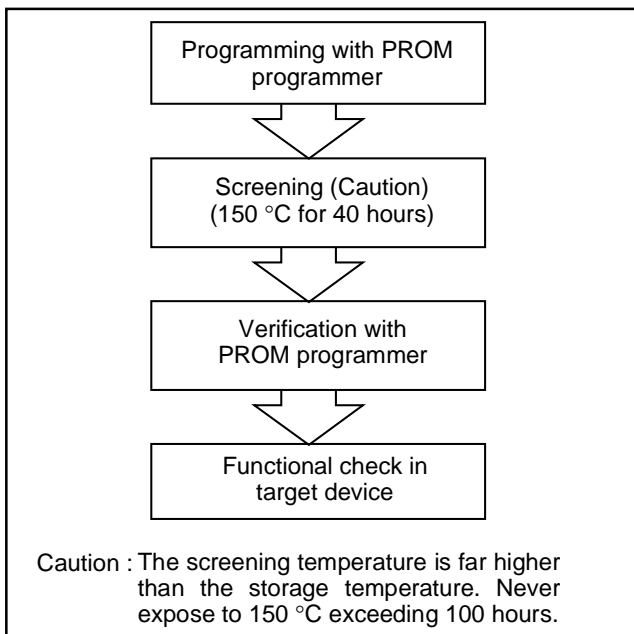 Programming with PROM
programmer
Screening (Caution)
(150 °C for 40 hours)
Verification with
PROM programmer
Functional check in
target device
Caution : The screening temperature is far higher
than the storage temperature. Never
expose to 150 °C exceeding 100 hours.